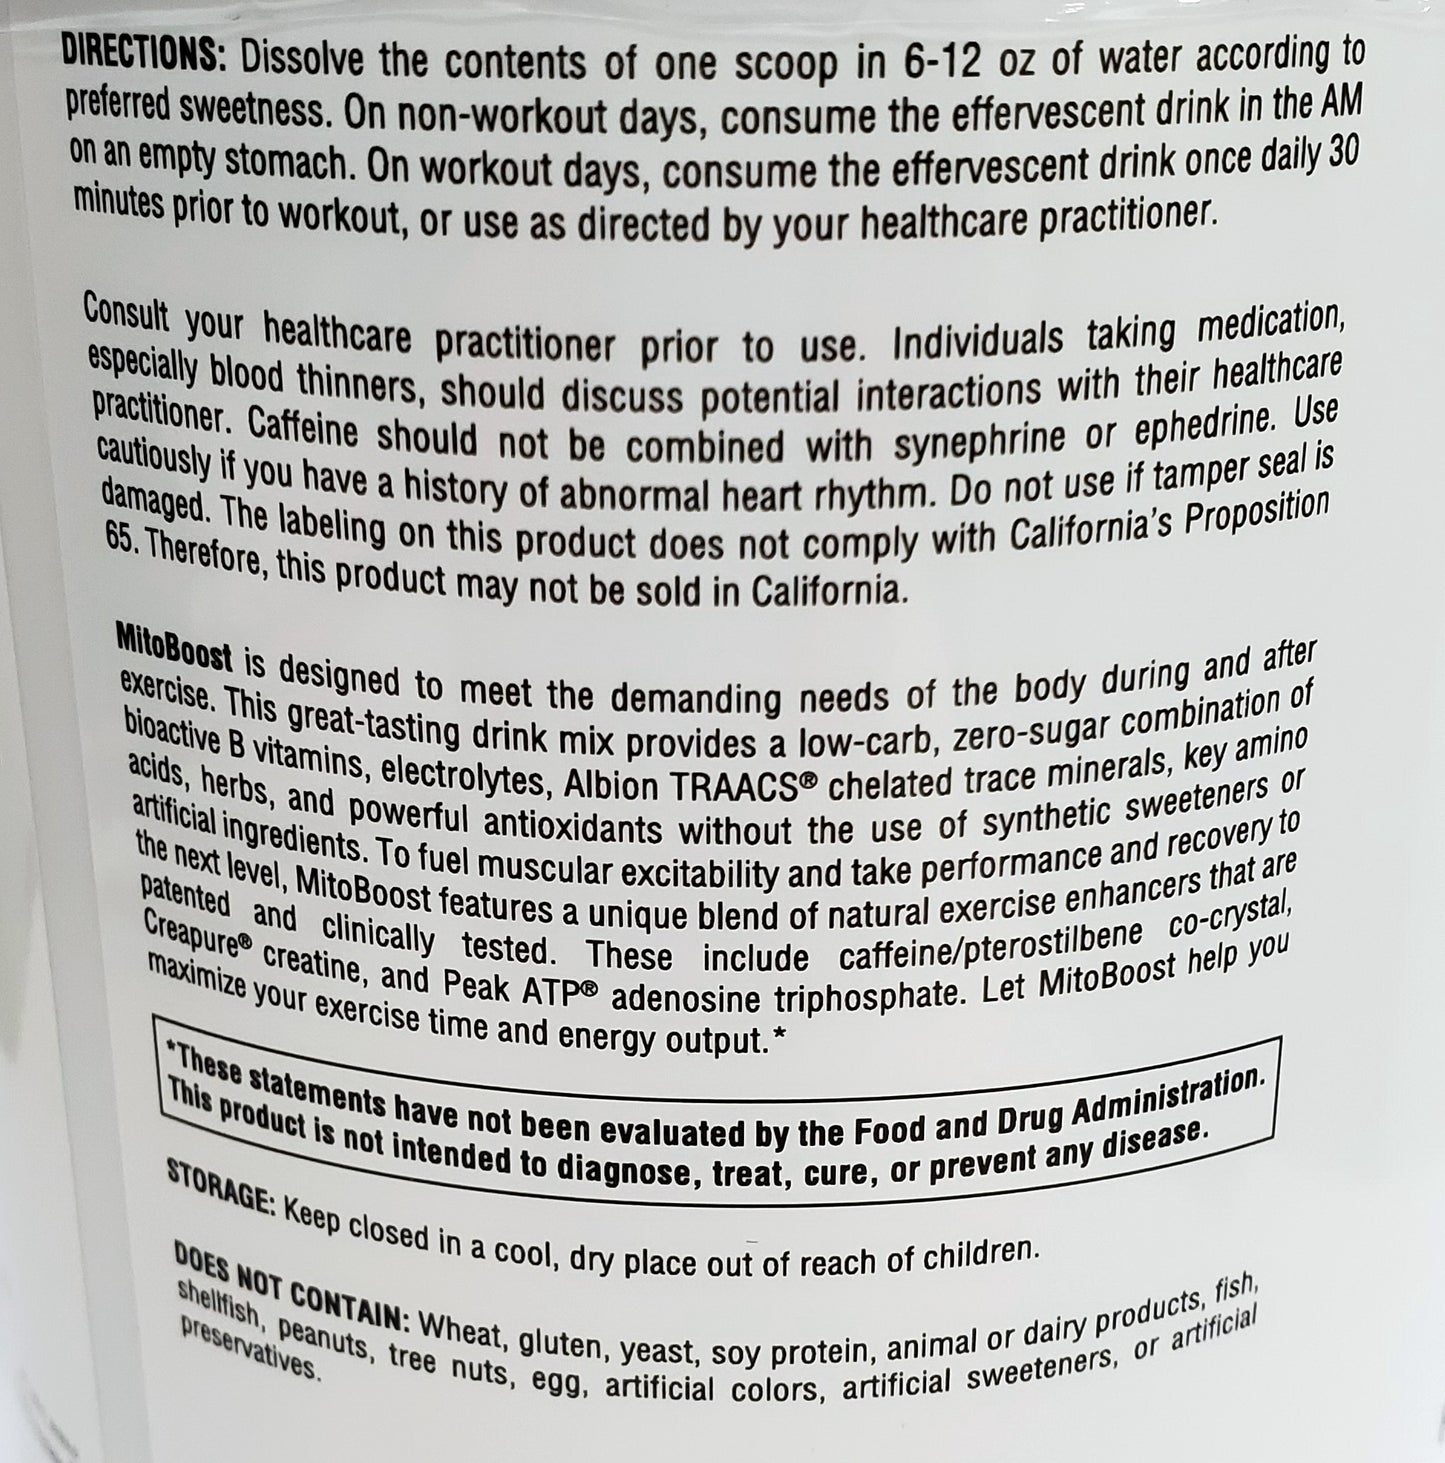 DIRECTIONS: Dissolve the contents of one scoop in 6-12 oz of water according to
preferred sweetness. On non-workout days, consume the effervescent drink in the AM
on an empty stomach. On workout days, consume the effervescent drink once daily 30
minutes prior to workout, or use as directed by your healthcare practitioner.
Consult your healthcare practitioner prior to use. Individuals taking medication,
especially blood thinners, should discuss potential interactions with their healthcare
practitioner. Caffeine should not be combined with synephrine or ephedrine. Use
cautiously if you have a history of abnormal heart rhythm. Do not use if tamper seal is
damaged. The labeling on this product does not comply with California's Proposition
65. Therefore, this product may not be sold in California.
MitoBoost is designed to meet the demanding needs of the body during and after
exercise. This great-tasting drink mix provides a low-carb, zero-sugar combination of
bioactive B vitamins, electrolytes, Albion TRAACS® chelated trace minerals, key amino
acids, herbs, and powerful antioxidants without the use of synthetic sweeteners or
artificial ingredients. To fuel muscular excitability and take performance and recovery to
the next level, MitoBoost features a unique blend of natural exercise enhancers that are
patented and clinically tested. These include caffeine/pterostilbene co-crystal,
Creapure® creatine, and Peak ATP® adenosine triphosphate. Let MitoBoost help you
maximize your exercise time and energy output.*
*These statements have not been evaluated by the Food and Drug Administration.
This product is not intended to diagnose, treat, cure, or prevent any disease.
STORAGE: Keep closed in a cool, dry place out of reach of children.
DOES NOT CONTAIN: Wheat, gluten, yeast, soy protein, animal or dairy products, fish,
shellfish, peanuts, tree nuts, egg, artificial colors, artificial sweeteners, or artificial
preservatives.